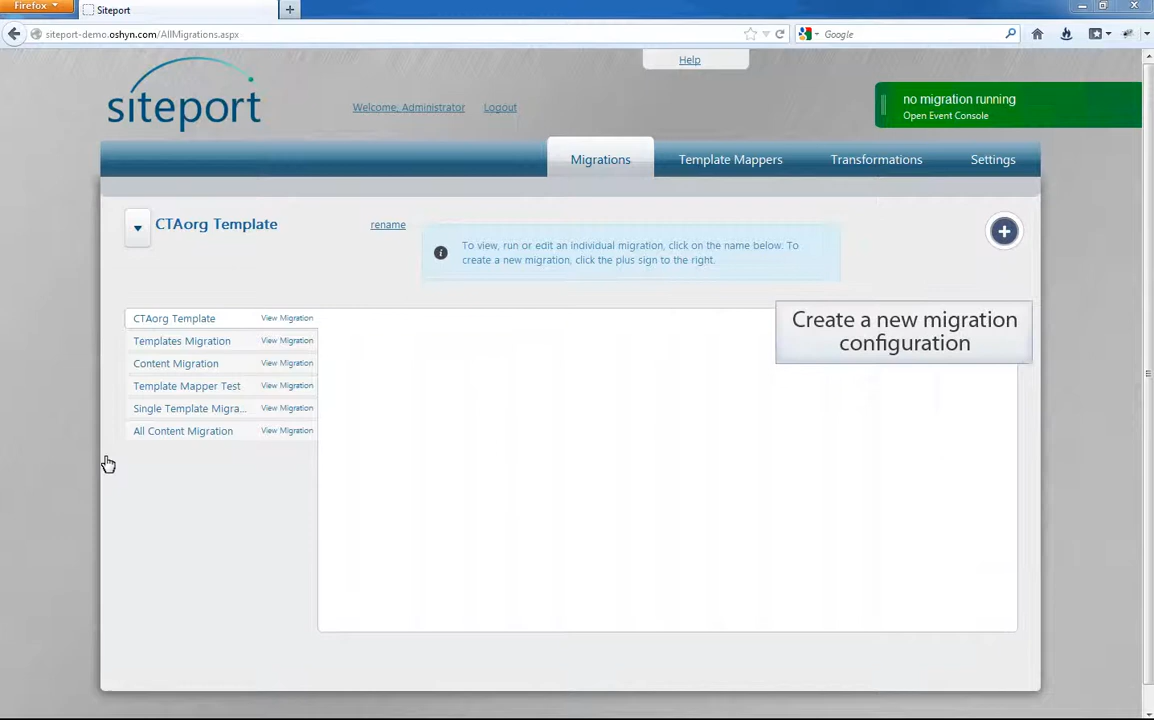 Firefox
Siteport
siteport-demo.oshyn.com/AllMigrations.aspx
Google
Help
siteport
Welcome, Administrator
Logout
no migration running
Open Event Console
Migrations
Template Mappers
Transformations
Settings
CTAorg Template
rename
To view, run or edit an individual migration, click on the name below. To
create a new migration, click the plus sign to the right.
CTAorg Template View Migration
Templates Migration View Migration
Content Migration View Migration
Template Mapper Test View Migration
Single Template Migra... View Migration
All Content Migration View Migration
Create a new migration
configuration